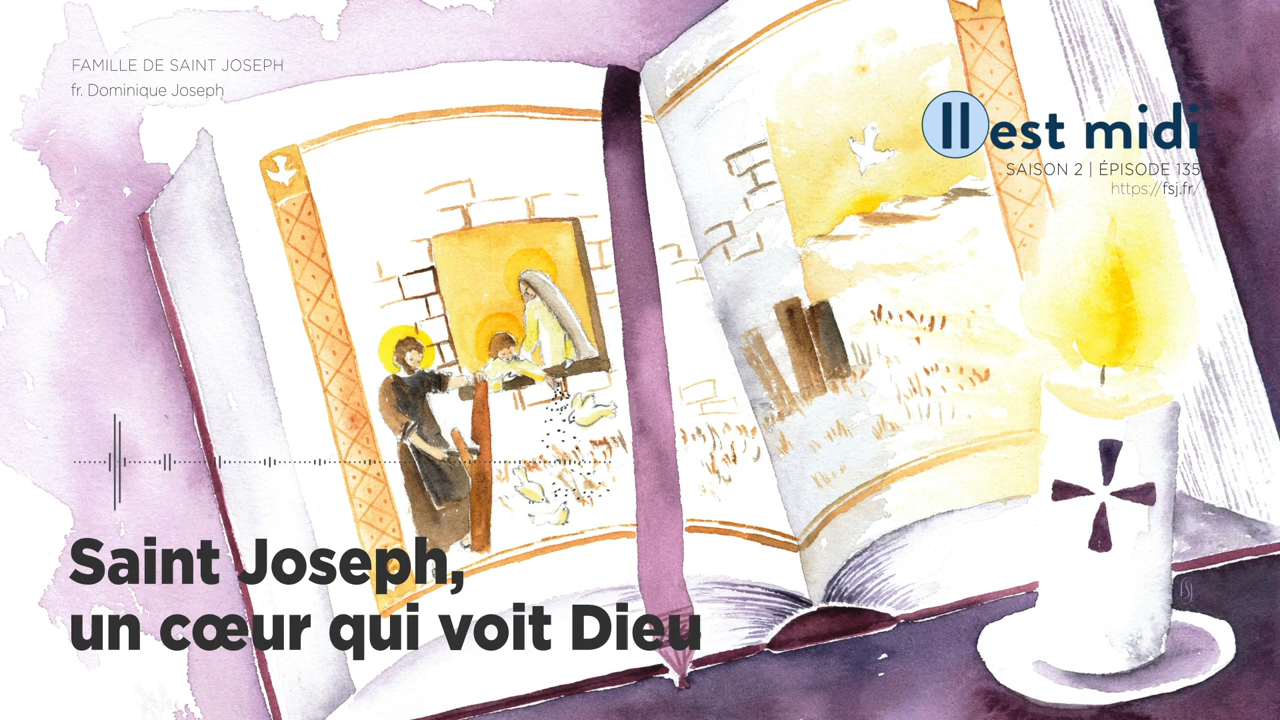 FAMILLE DE SAINT JOSEPH
fr. Dominique Joseph
Il est midi
SAISON 2 | ÉPISODE 135
https://fsj.fr/
Saint Joseph,
un cœur qui voit Dieu